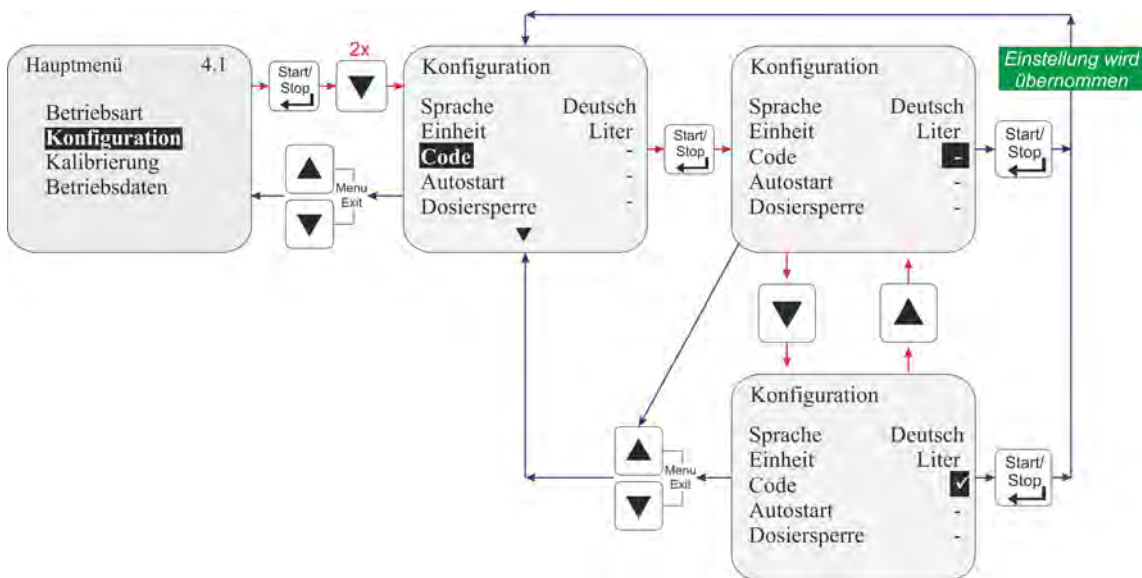 Hauptmenü 4.1
Betriebsart
Konfiguration
Kalibrierung
Betriebsdaten
Start/
Stop
2x
Menu
Exit
Konfiguration
Sprache Deutsch
Einheit Liter
Code -
Autostart -
Dosiersperre -
Start/
Stop
Konfiguration
Sprache Deutsch
Einheit Liter
Code -
Autostart -
Dosiersperre -
Start/
Stop
Einstellung wird
übernommen
Menu
Exit
Konfiguration
Sprache Deutsch
Einheit Liter
Code ✓
Autostart -
Dosiersperre -
Start/
Stop